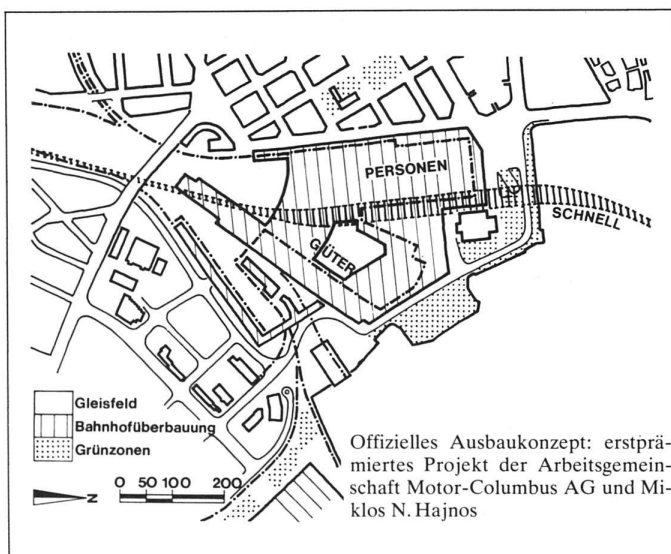 PERSONEN
SCHNELL
GÜTER
Gleisfeld
Bahnhofüberbauung
Grünzonen
0 50 100 200
N
Offizielles Ausbaukonzept: erstprä-
miertes Projekt der Arbeitsgemein-
schaft Motor-Columbus AG und Mi-
klos N. Hajnos